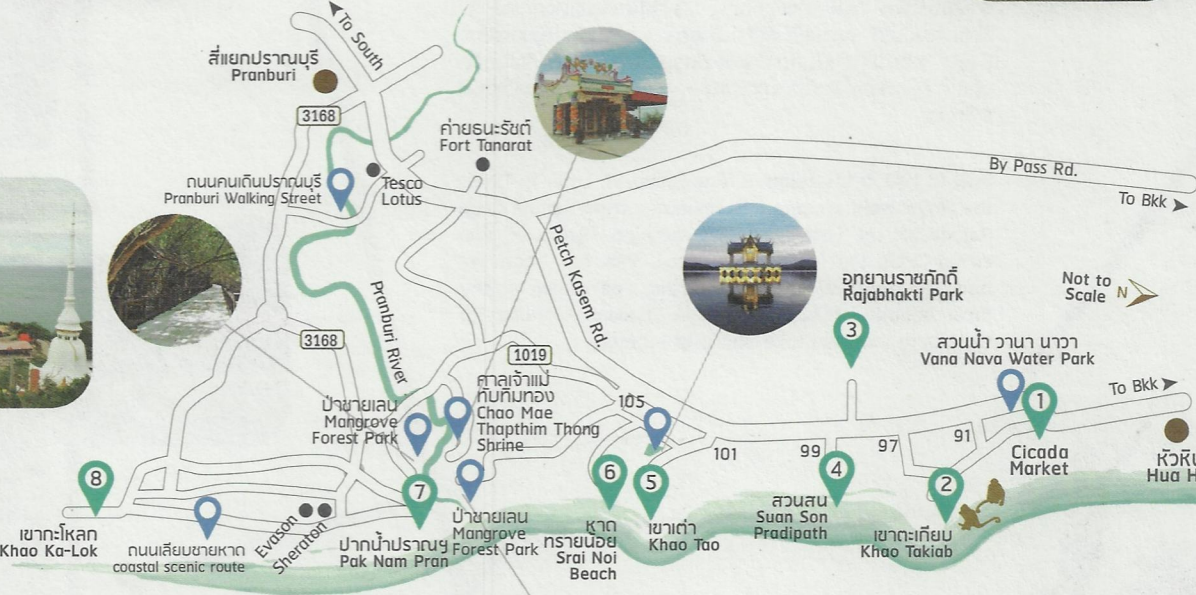 To South
สี่แยกปราณบุรี
Pranburi
3168
ค่ายธนะรัชต์
Fort Tanarat
Tesco
Lotus
ถนนคนเดินปราณบุรี
Pranburi Walking Street
By Pass Rd.
To Bkk
Petch Kasem Rd.
Pranburi River
อุทยานราชภักดิ์
Rajabhakti Park
3
Not to
Scale N
สวนน้ำ วานา นาวา
Vana Nava Water Park
To Bkk
3168
1019
ศาลเจ้าแม่
ทับทิมทอง
Chao Mae
Thapthim Thong
Shrine
ป่าชายเลน
Mangrove
Forest Park
105
101
99
97
91
1
Cicada
Market
หัวหิน
8
เขากะโหลก
Khao Ka-Lok
ถนนเลียบชายหาด
coastal scenic route
Evason
Sheraton
7
ปากน้ำปราณฯ
Pak Nam Pran
ป่าชายเลน
Mangrove
Forest Park
6
หาด
ทรายน้อย
Srai Noi
Beach
5
เขาเต่า
Khao Tao
4
สวนสน
Suan Son
Pradipath
2
เขาตะเกียบ
Khao Takiab